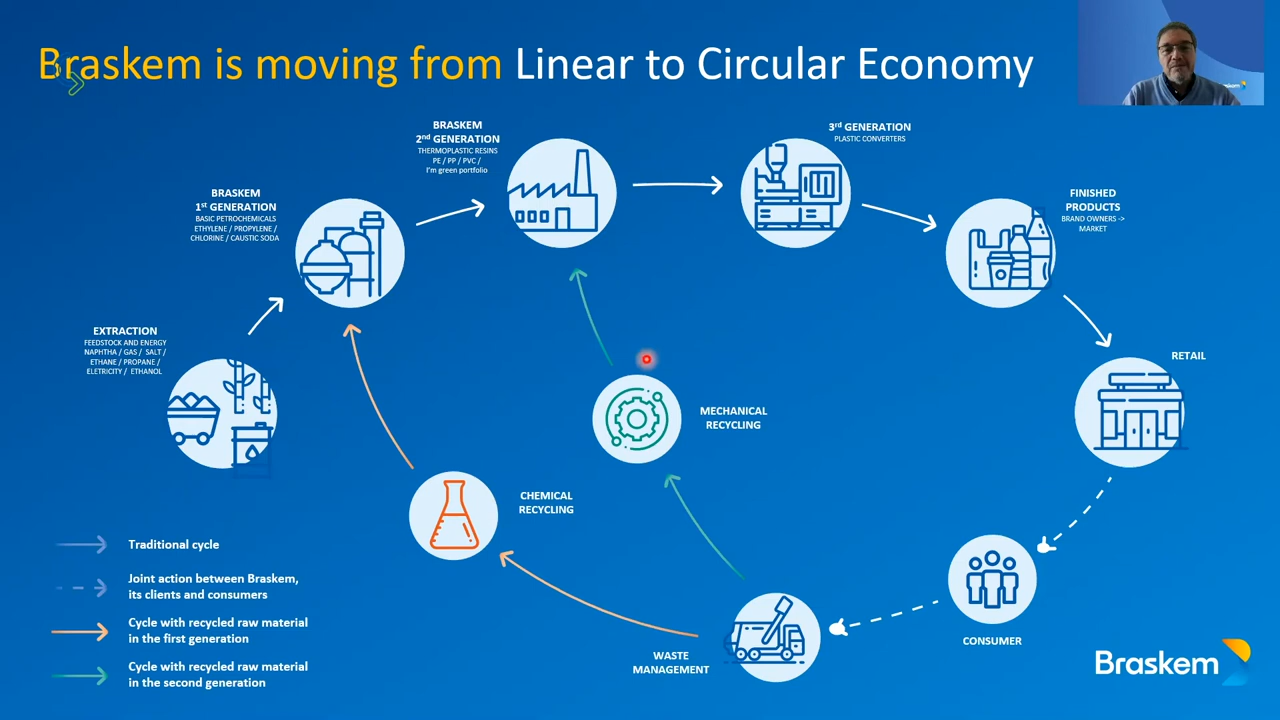 Braskem is moving from Linear to Circular Economy
BRASKEM
2nd GENERATION
THERMOPLASTIC RESINS
PE / PP / PVC /
I'm green portfolio
3rd GENERATION
PLASTIC CONVERTERS
BRASKEM
1st GENERATION
BASIC PETROCHEMICALS
ETHYLENE / PROPYLENE /
CHLORINE / CAUSTIC SODA
FINISHED
PRODUCTS
BRAND OWNERS ->
MARKET
EXTRACTION
FEEDSTOCK AND ENERGY
NAPHTHA / GAS / SALT /
ETHANE / PROPANE /
ELETRICITY / ETHANOL
RETAIL
MECHANICAL
RECYCLING
CHEMICAL
RECYCLING
CONSUMER
WASTE
MANAGEMENT
Traditional cycle
Joint action between Braskem,
its clients and consumers
Cycle with recycled raw material
in the first generation
Cycle with recycled raw material
in the second generation
Braskem